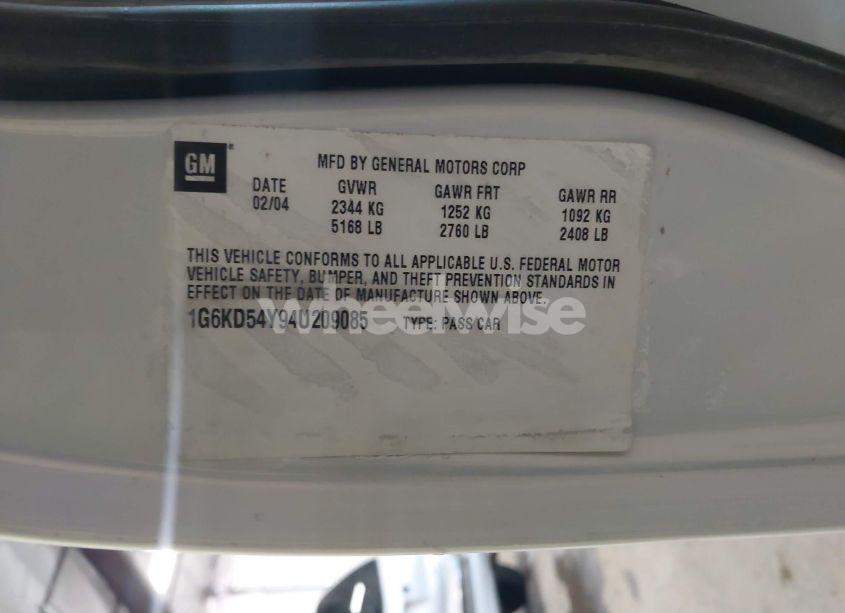 GM
MFD BY GENERAL MOTORS CORP
DATE GVWR GAWR FRT GAWR RR
02/04 2344 KG 1252 KG 1092 KG
5168 LB 2760 LB 2408 LB
THIS VEHICLE CONFORMS TO ALL APPLICABLE U.S. FEDERAL MOTOR
VEHICLE SAFETY, BUMPER, AND THEFT PREVENTION STANDARDS IN
EFFECT ON THE DATE OF MANUFACTURE SHOWN ABOVE.
1G6KD54Y94U209085 TYPE: PASS CAR
wheelwise